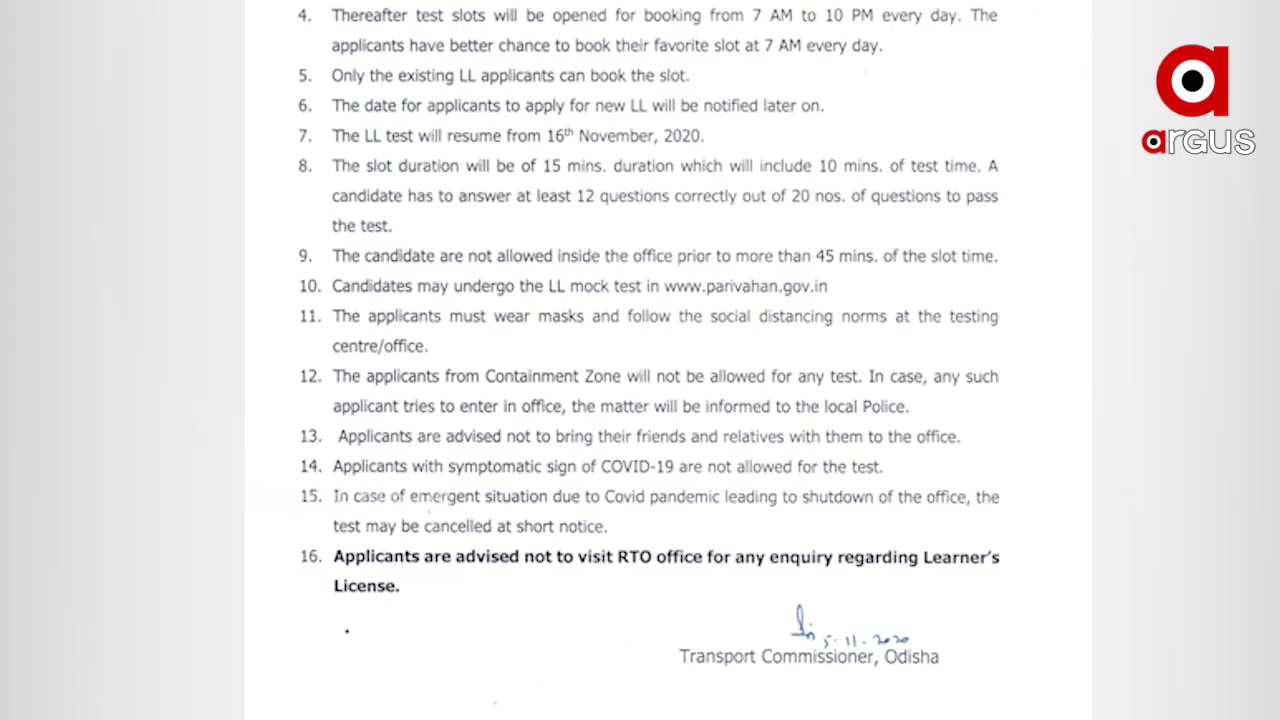 4. Thereafter test slots will be opened for booking from 7 AM to 10 PM every day. The
applicants have better chance to book their favorite slot at 7 AM every day.
5. Only the existing LL applicants can book the slot.
6. The date for applicants to apply for new LL will be notified later on.
7. The LL test will resume from 16th November, 2020.
8. The slot duration will be of 15 mins. duration which will include 10 mins. of test time. A
candidate has to answer at least 12 questions correctly out of 20 nos. of questions to pass
the test.
9. The candidate are not allowed inside the office prior to more than 45 mins. of the slot time.
10. Candidates may undergo the LL mock test in www.parivahan.gov.in
11. The applicants must wear masks and follow the social distancing norms at the testing
centre/office.
12. The applicants from Containment Zone will not be allowed for any test. In case, any such
applicant tries to enter in office, the matter will be informed to the local Police.
13. Applicants are advised not to bring their friends and relatives with them to the office.
14. Applicants with symptomatic sign of COVID-19 are not allowed for the test.
15. In case of emergent situation due to Covid pandemic leading to shutdown of the office, the
test may be cancelled at short notice.
16. Applicants are advised not to visit RTO office for any enquiry regarding Learner's
License.
5-11-2020
Transport Commissioner, Odisha
a
argus